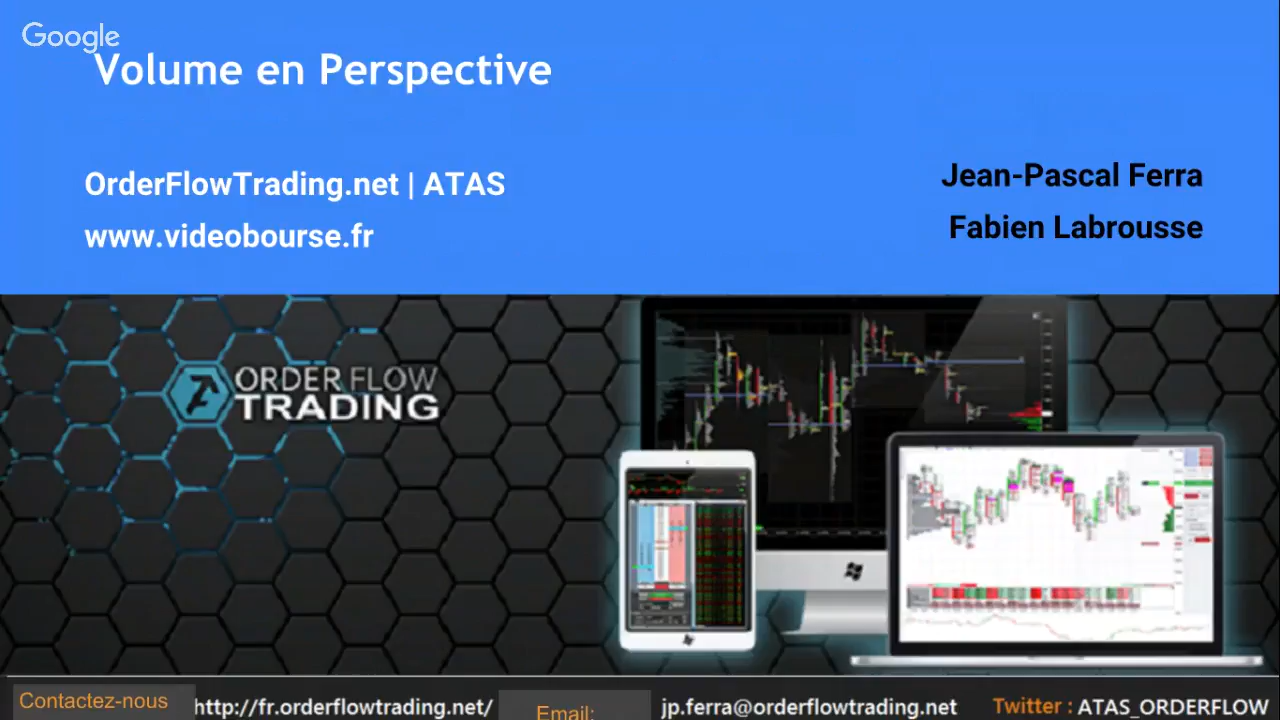 Google
Volume en Perspective
OrderFlowTrading.net | ATAS
www.videobourse.fr
Jean-Pascal Ferra
Fabien Labrousse
ORDER FLOW
TRADING
Contactez-nous http://fr.orderflowtrading.net/ Email: jp.ferra@orderflowtrading.net Twitter : ATAS_ORDERFLOW